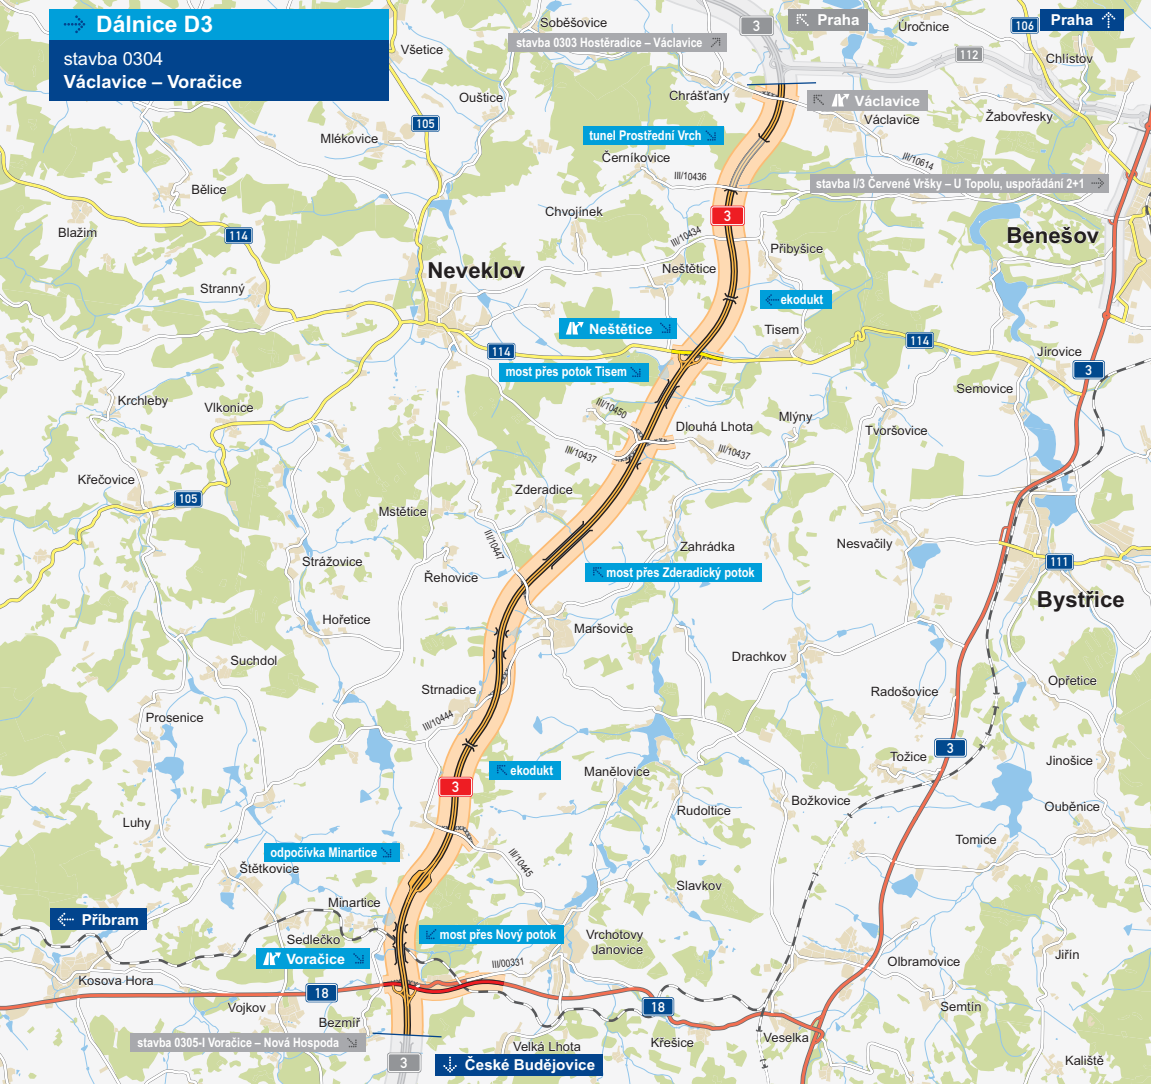 Dálnice D3
stavba 0304
Václavice – Voračice
Soběšovice
3
Praha
Úročnice
106
Praha
Všetice
stavba 0303 Hostěradice – Václavice
112
Chlístov
Ouštice
Chrášťany
Václavice
Václavice
Žabovřesky
105
Mlékovice
tunel Prostřední Vrch
Černíkovice
III/10614
III/10436
stavba I/3 Červené Vršky – U Topolu, uspořádání 2+1
Bělice
Chvojínek
3
Blažim
114
III/10434
Přibyšice
Benešov
Neveklov
Neštětice
Stranný
ekodukt
Neštětice
Tisem
114
114
Jirovice
most přes potok Tisem
3
Semovice
Krchleby
Vlkonice
III/10450
Mlýny
Dlouhá Lhota
Tvoršovice
III/10437
III/10437
Křečovice
Zderadice
105
Mstětice
III/10447
Zahrádka
Nesvačily
Strážovice
111
Řehovice
most přes Zderadický potok
Bystřice
Hořetice
Maršovice
Suchdol
Drachkov
Opřetice
Strnadice
Radošovice
Prosenice
III/10444
3
Tožice
Jinošice
ekodukt
Manělovice
3
Božkovice
Ouběnice
Luhy
Rudoltice
Tomice
odpočívka Minartice
III/10445
Štětkovice
Slavkov
Minartice
Příbram
Sedlečko
most přes Nový potok
Vrchotovy
Janovice
Jiřín
Voračice
III/00331
Olbramovice
Kosova Hora
18
Vojkov
18
Semtín
Bezmíř
stavba 0305-I Voračice – Nová Hospoda
Velká Lhota
Křešice
Veselka
3
České Budějovice
Kaliště